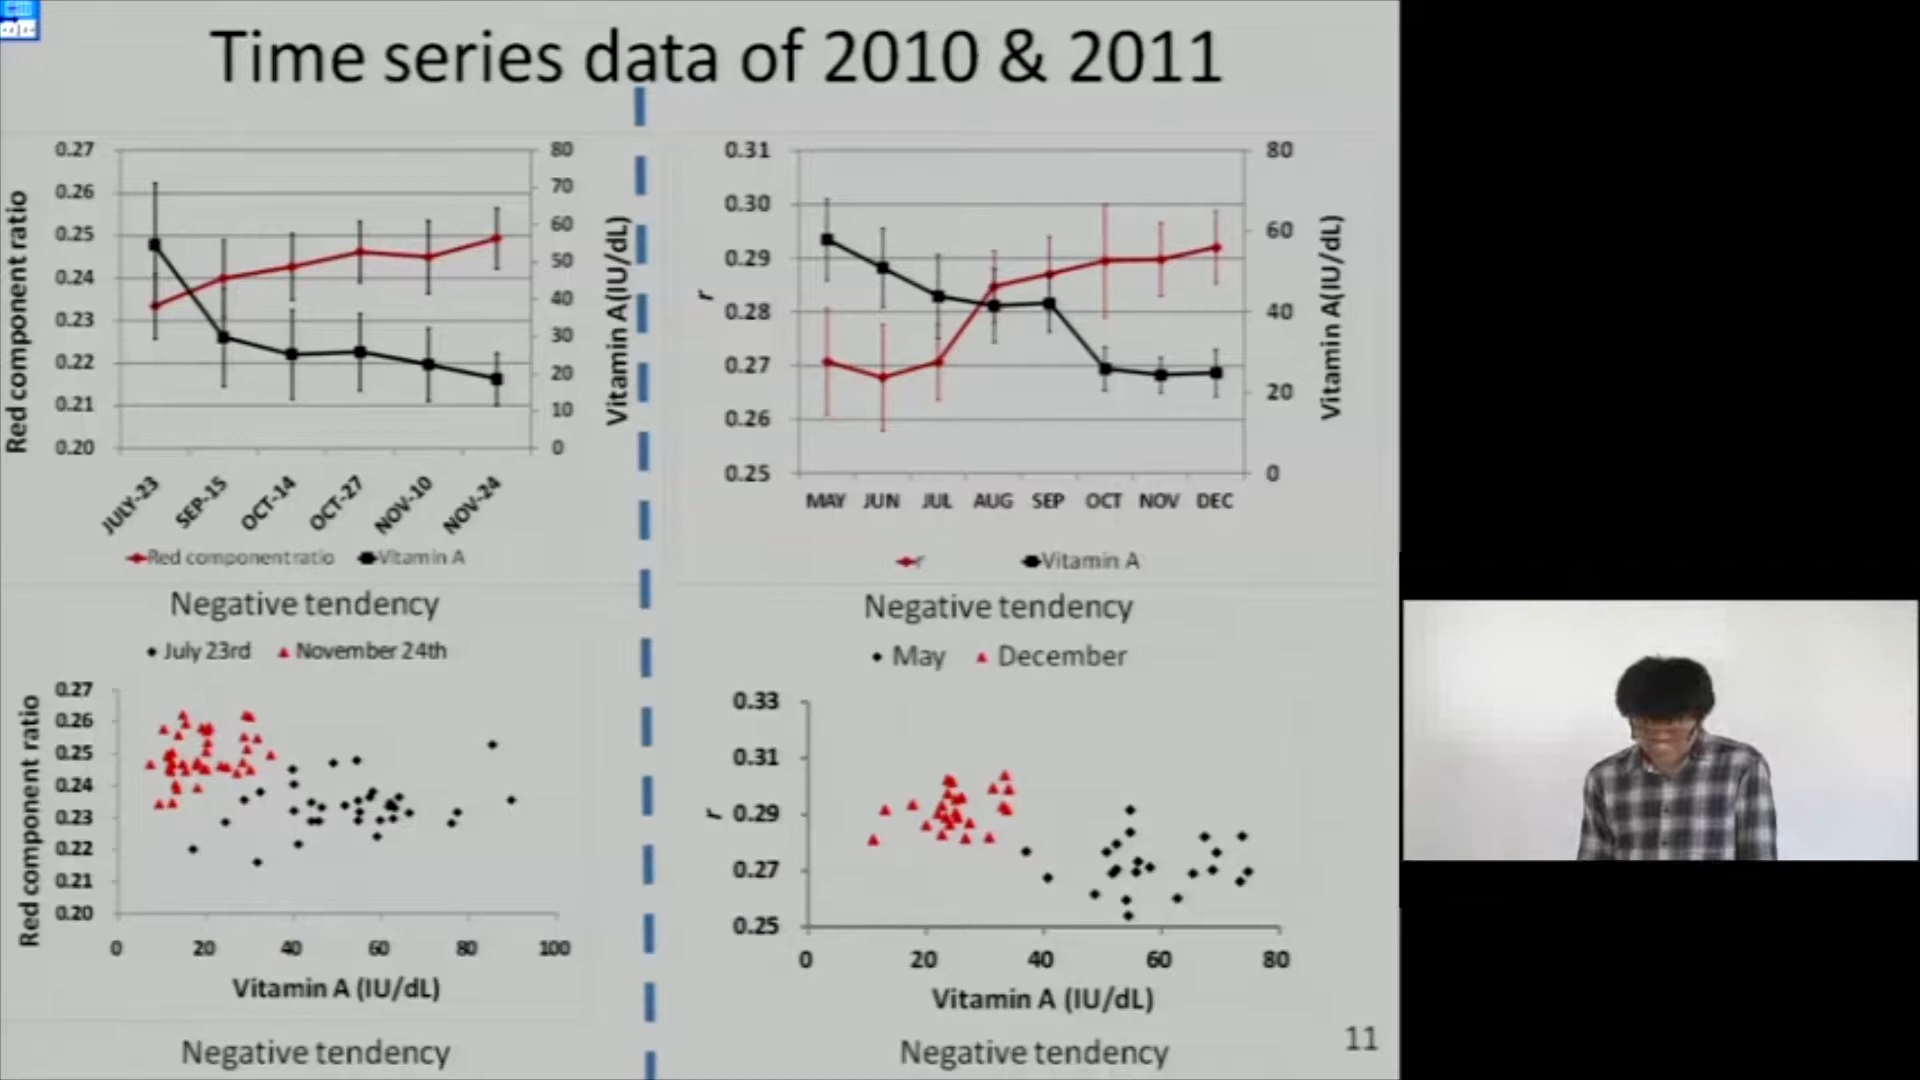 Time series data of 2010 & 2011
Red component ratio
0.27
0.26
0.25
0.24
0.23
0.22
0.21
0.20
80
70
60
50
40
30
20
10
0
Vitamin A(IU/dL)
JULY-23
SEP-15
OCT-14
OCT-27
NOV-10
NOV-24
Red component ratio Vitamin A
Negative tendency
r
0.31
0.30
0.29
0.28
0.27
0.26
0.25
80
60
40
20
0
Vitamin A(IU/dL)
MAY JUN JUL AUG SEP OCT NOV DEC
r Vitamin A
Negative tendency
July 23rd November 24th
Red component ratio
0.27
0.26
0.25
0.24
0.23
0.22
0.21
0.20
0 20 40 60 80 100
Vitamin A (IU/dL)
Negative tendency
May December
r
0.33
0.31
0.29
0.27
0.25
0 20 40 60 80
Vitamin A (IU/dL)
Negative tendency
11